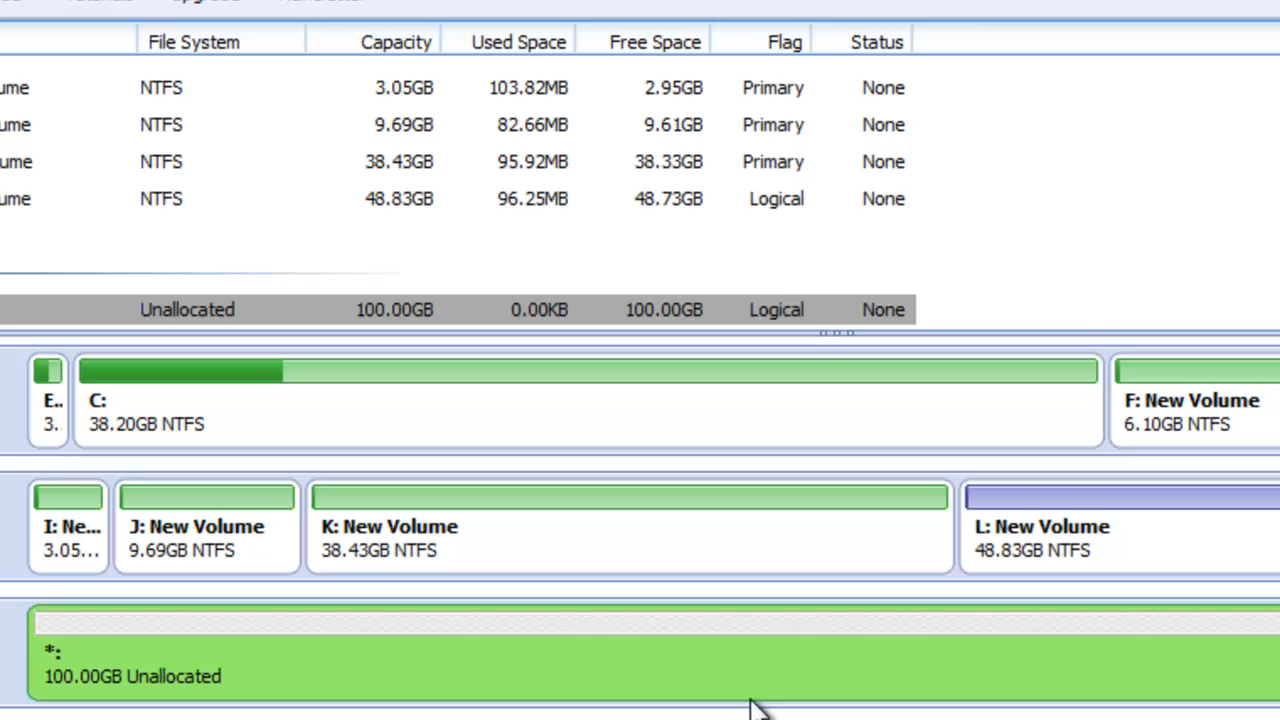 File System Capacity Used Space Free Space Flag Status
ume NTFS 3.05GB 103.82MB 2.95GB Primary None
ume NTFS 9.69GB 82.66MB 9.61GB Primary None
ume NTFS 38.43GB 95.92MB 38.33GB Primary None
ume NTFS 48.83GB 96.25MB 48.73GB Logical None
Unallocated 100.00GB 0.00KB 100.00GB Logical None
E.. C: F: New Volume
3. 38.20GB NTFS 6.10GB NTFS
I: Ne... J: New Volume K: New Volume L: New Volume
3.05... 9.69GB NTFS 38.43GB NTFS 48.83GB NTFS
*:
100.00GB Unallocated